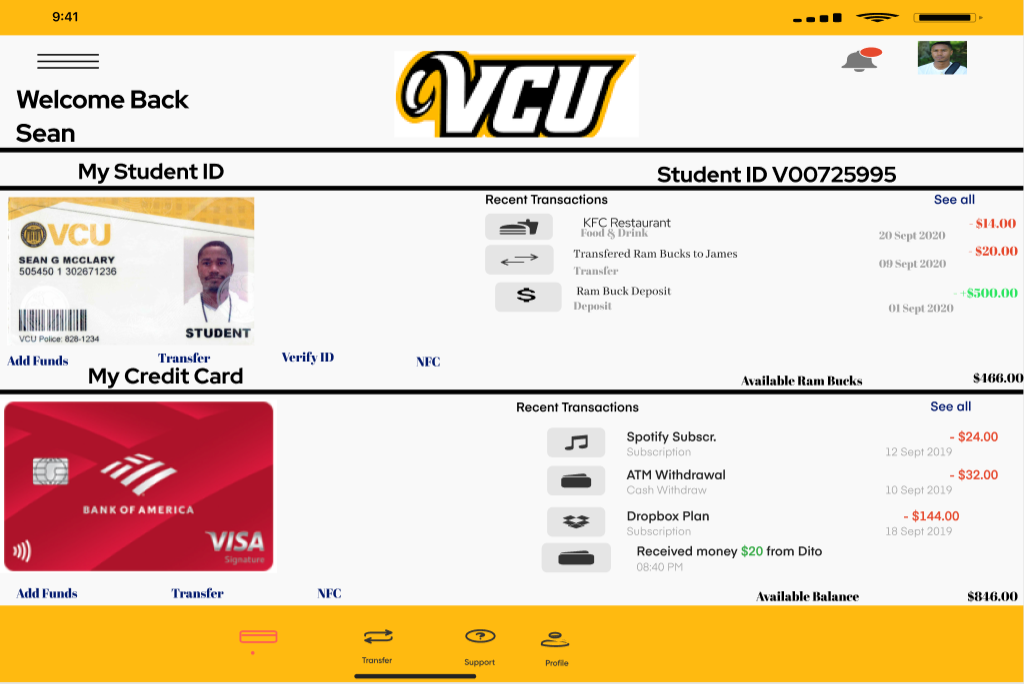 9:41
Welcome Back
Sean
VCU
My Student ID
Student ID V00725995
VCU
SEAN G MCCLARY
505450 1 302671236
STUDENT
VCU Police: 828-1234
Recent Transactions
See all
KFC Restaurant
Food & Drink
20 Sept 2020
- $14.00
Transfered Ram Bucks to James
Transfer
09 Sept 2020
- $20.00
$
Ram Buck Deposit
Deposit
01 Sept 2020
- +$500.00
Add Funds
Transfer
Verify ID
NFC
My Credit Card
Available Ram Bucks
$466.00
BANK OF AMERICA
VISA
Signature
Recent Transactions
See all
Spotify Subscr.
Subscription
- $24.00
12 Sept 2019
ATM Withdrawal
Cash Withdraw
- $32.00
10 Sept 2019
Dropbox Plan
Subscription
- $144.00
18 Sept 2019
Received money $20 from Dito
08:40 PM
Add Funds
Transfer
NFC
Available Balance
$846.00
Transfer
Support
Profile